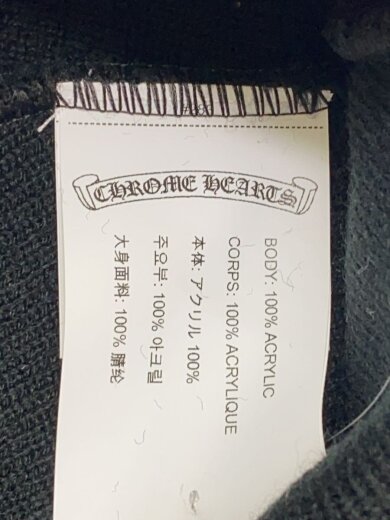 CHROME HEARTS
BODY: 100% ACRYLIC
CORPS: 100% ACRYLIQUE
本体: アクリル 100%
주요부: 100% 아크릴
大身面料: 100% 腈纶